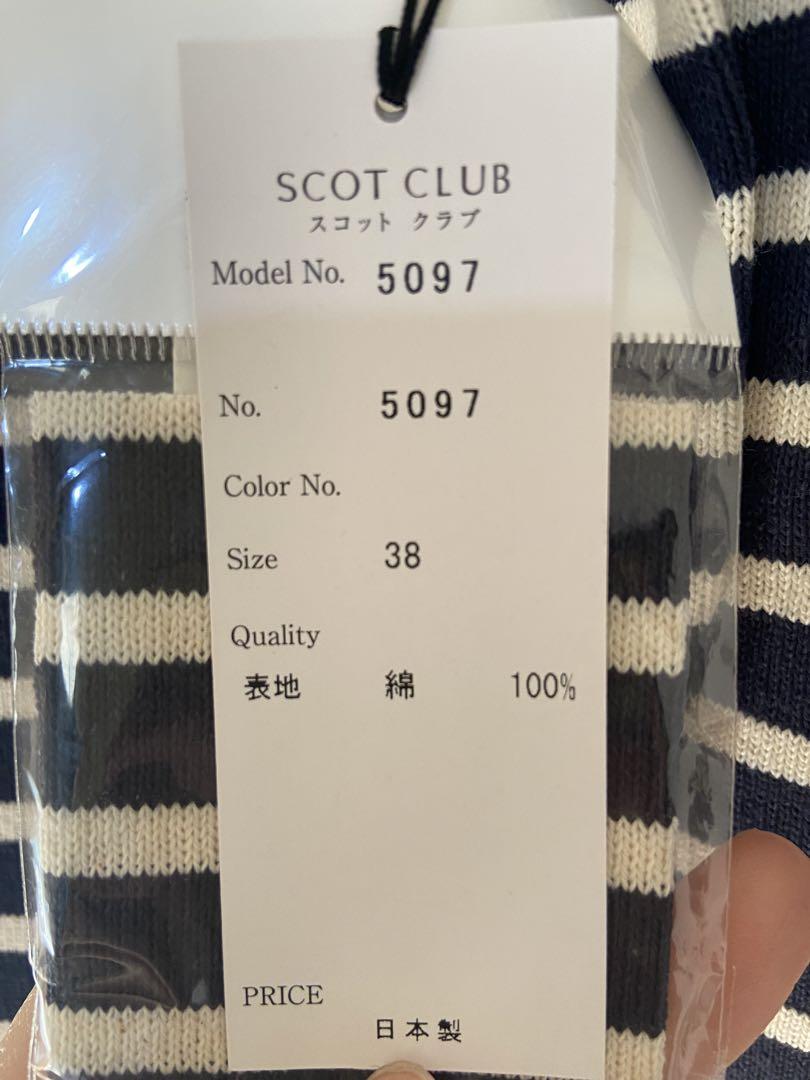 SCOT CLUB
スコット クラブ
Model No. 5097
No. 5097
Color No.
Size 38
Quality
表地 綿 100%
PRICE
日本製